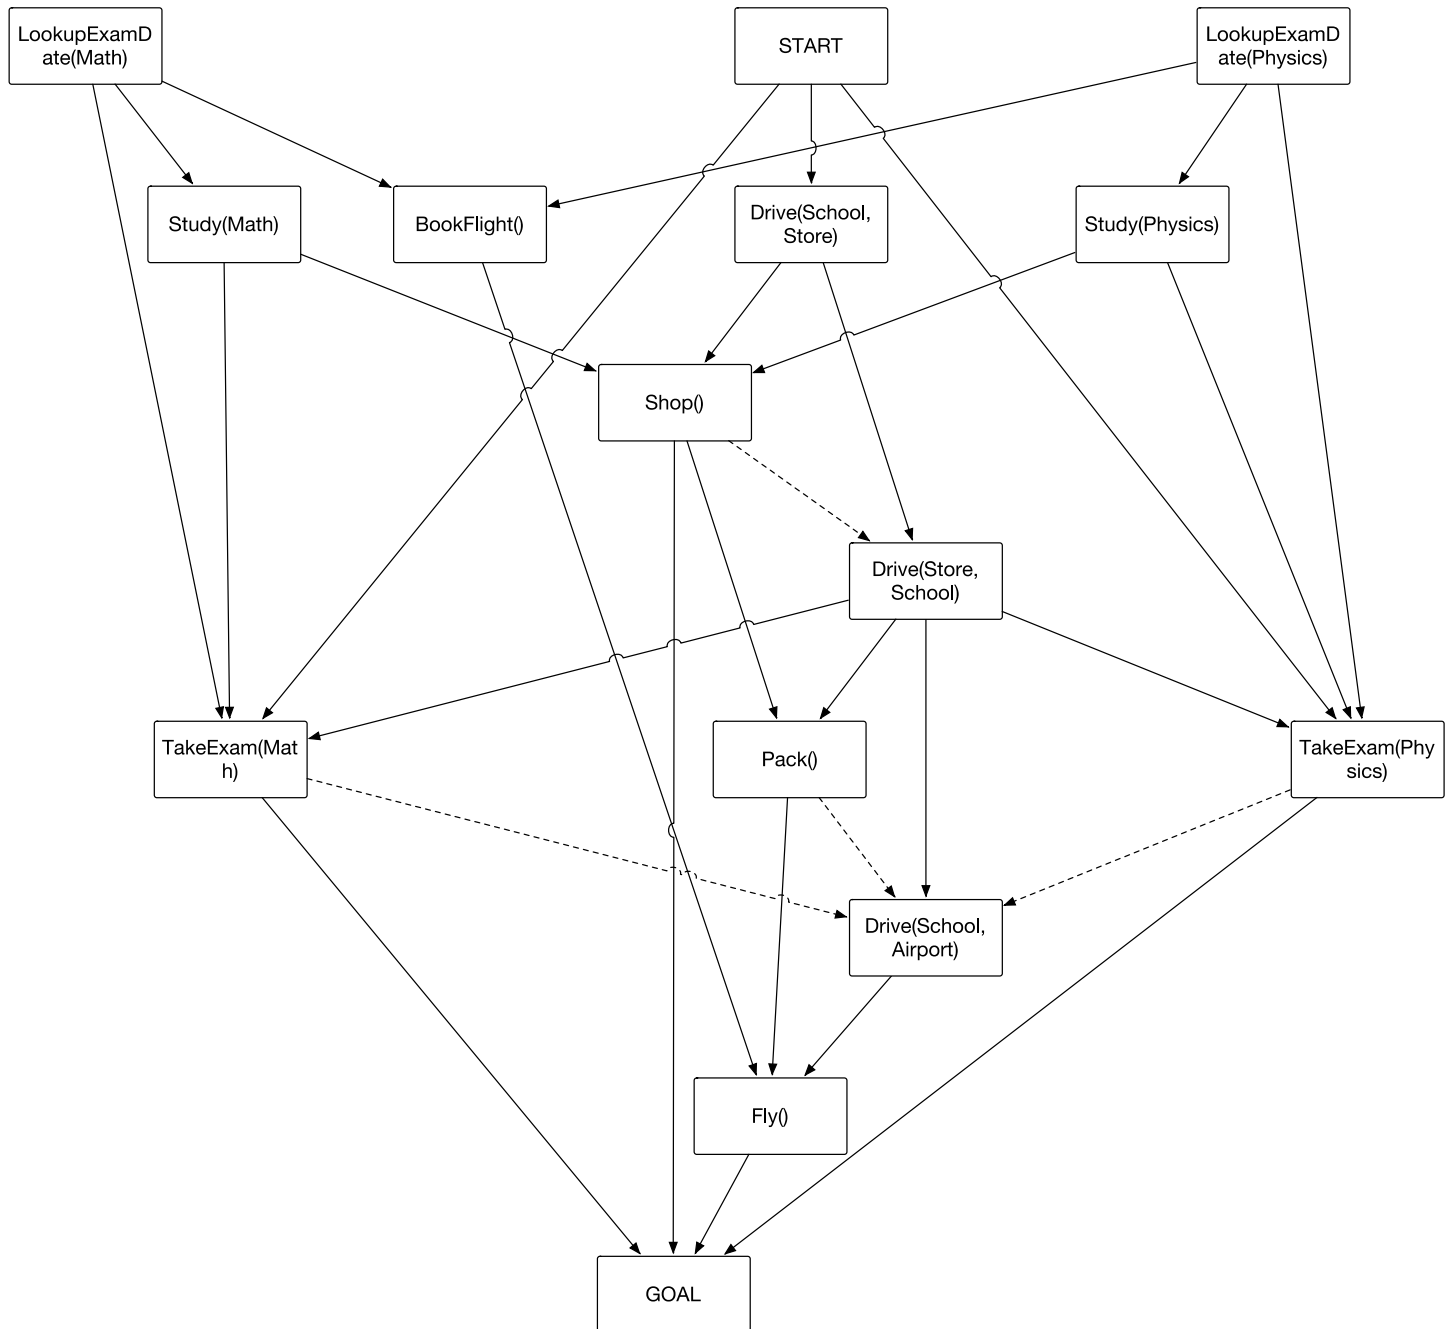 LookupExamD
ate(Math)
START
LookupExamD
ate(Physics)
Study(Math)
BookFlight()
Drive(School,
Store)
Study(Physics)
Shop()
Drive(Store,
School)
TakeExam(Mat
h)
Pack()
TakeExam(Phy
sics)
Drive(School,
Airport)
Fly()
GOAL